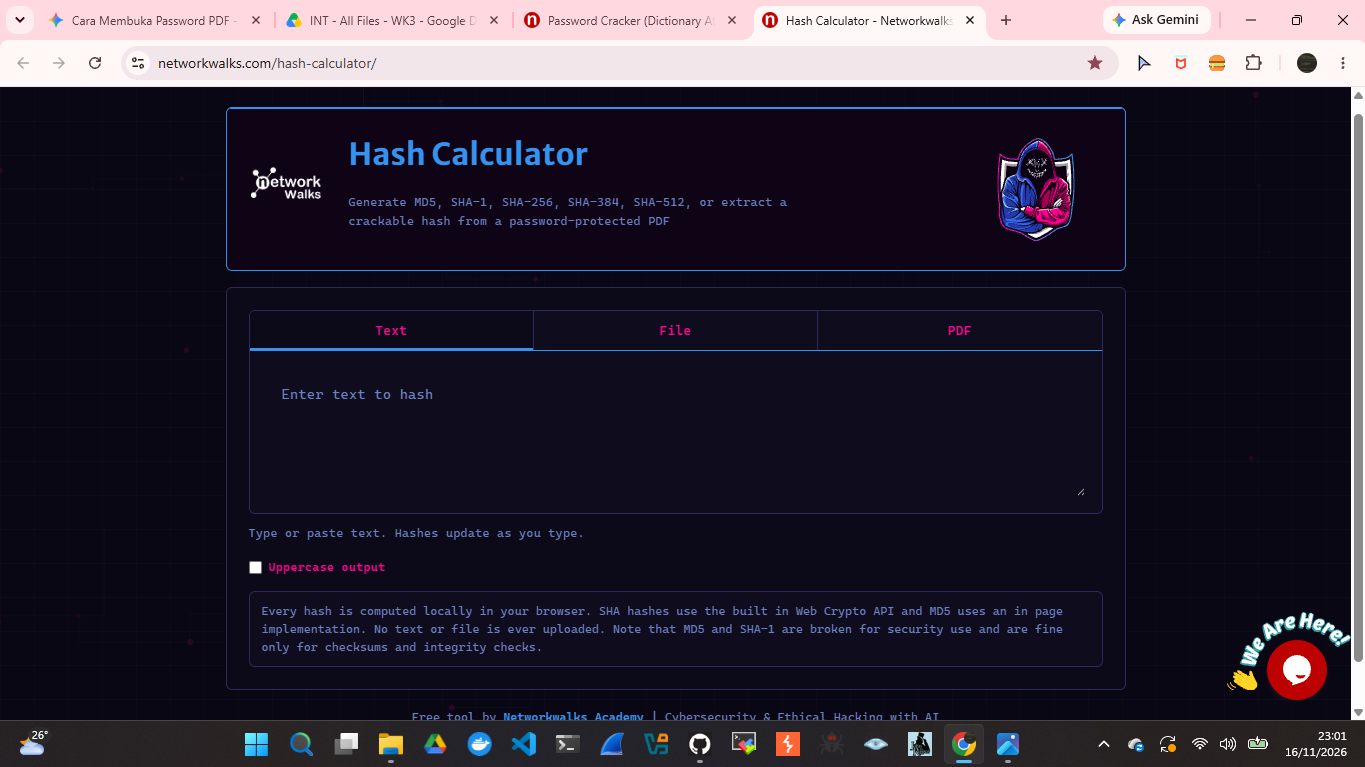 Cara Membuka Password PDF -
INT - All Files - WK3 - Google D
Password Cracker (Dictionary A
Hash Calculator - Networkwalks
Ask Gemini
networkwalks.com/hash-calculator/
network
Walks
Hash Calculator
Generate MD5, SHA-1, SHA-256, SHA-384, SHA-512, or extract a
crackable hash from a password-protected PDF
Text
File
PDF
Enter text to hash
Type or paste text. Hashes update as you type.
Uppercase output
Every hash is computed locally in your browser. SHA hashes use the built in Web Crypto API and MD5 uses an in page
implementation. No text or file is ever uploaded. Note that MD5 and SHA-1 are broken for security use and are fine
only for checksums and integrity checks.
We Are Here!
Free tool by Networkwalks Academy | Cybersecurity & Ethical Hacking with AI
26°
23:01
16/11/2026